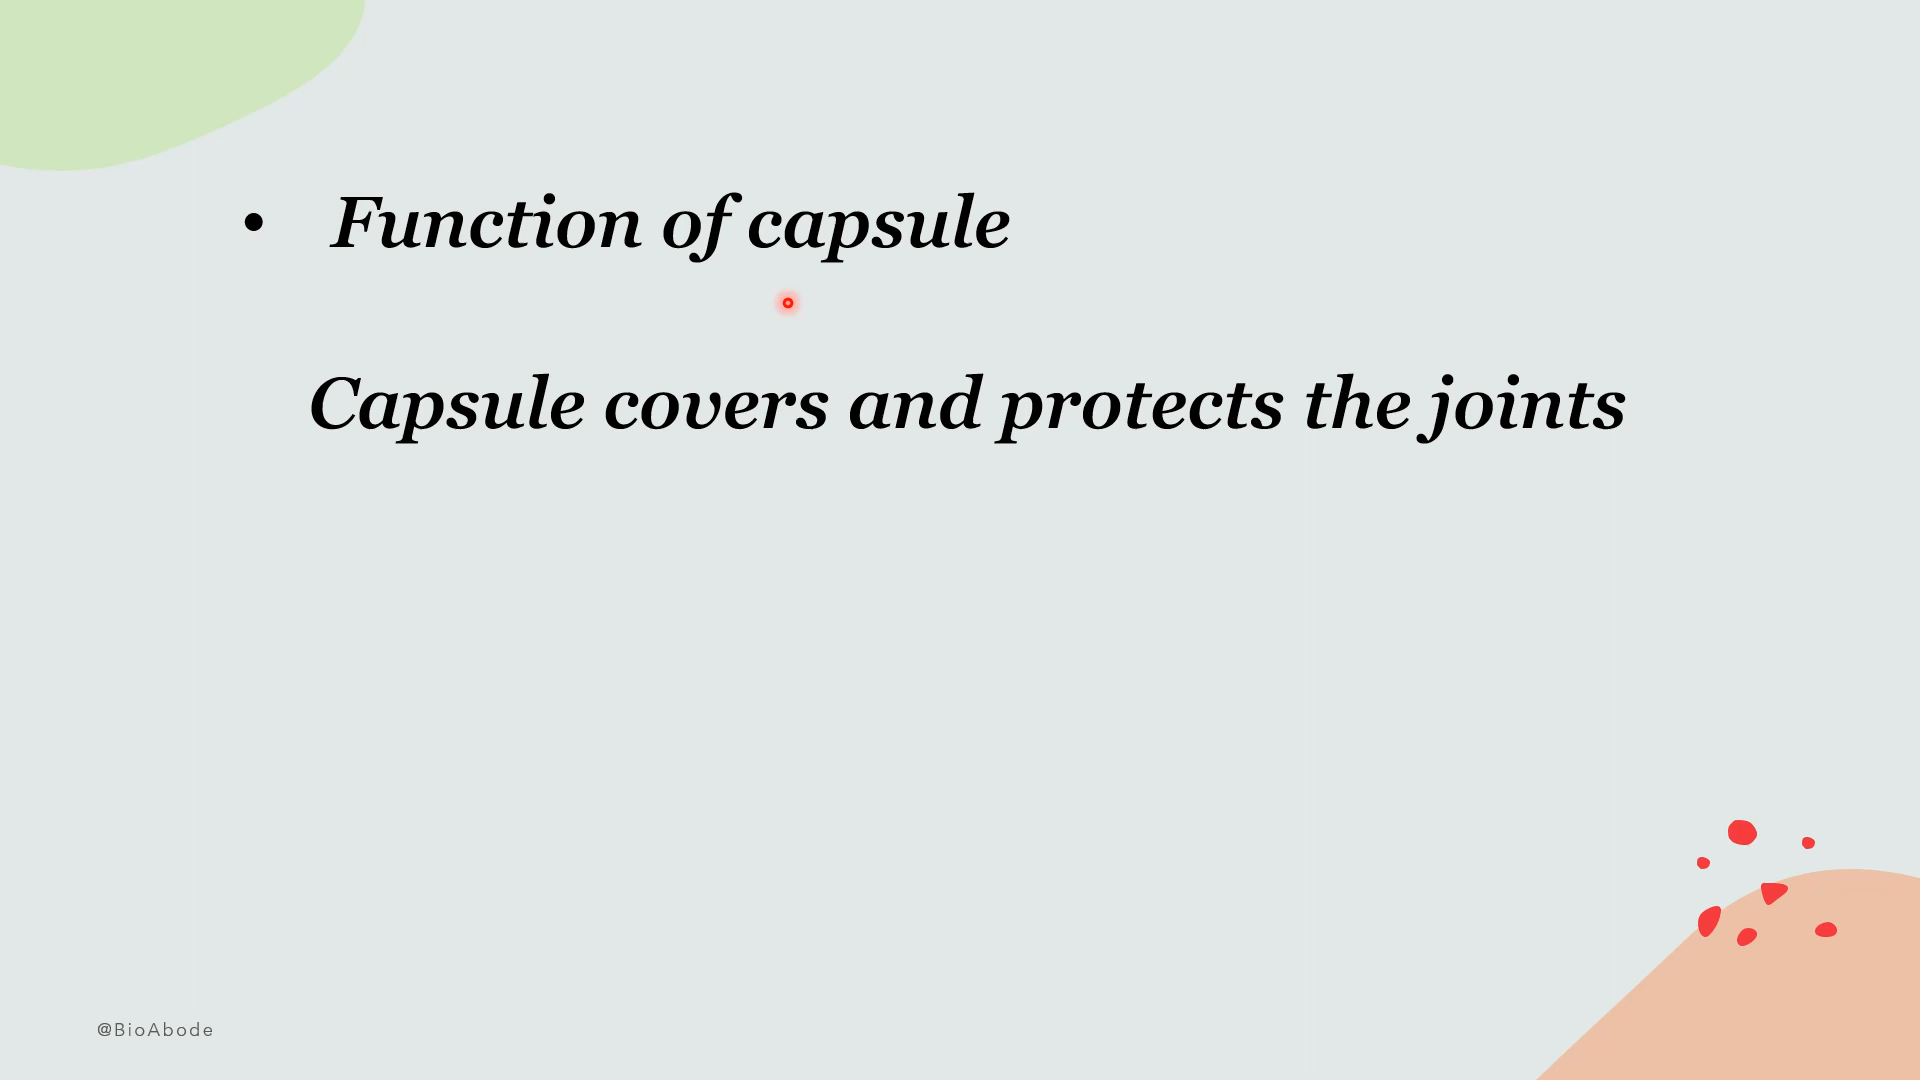 • Function of capsule
Capsule covers and protects the joints
@BioAbode